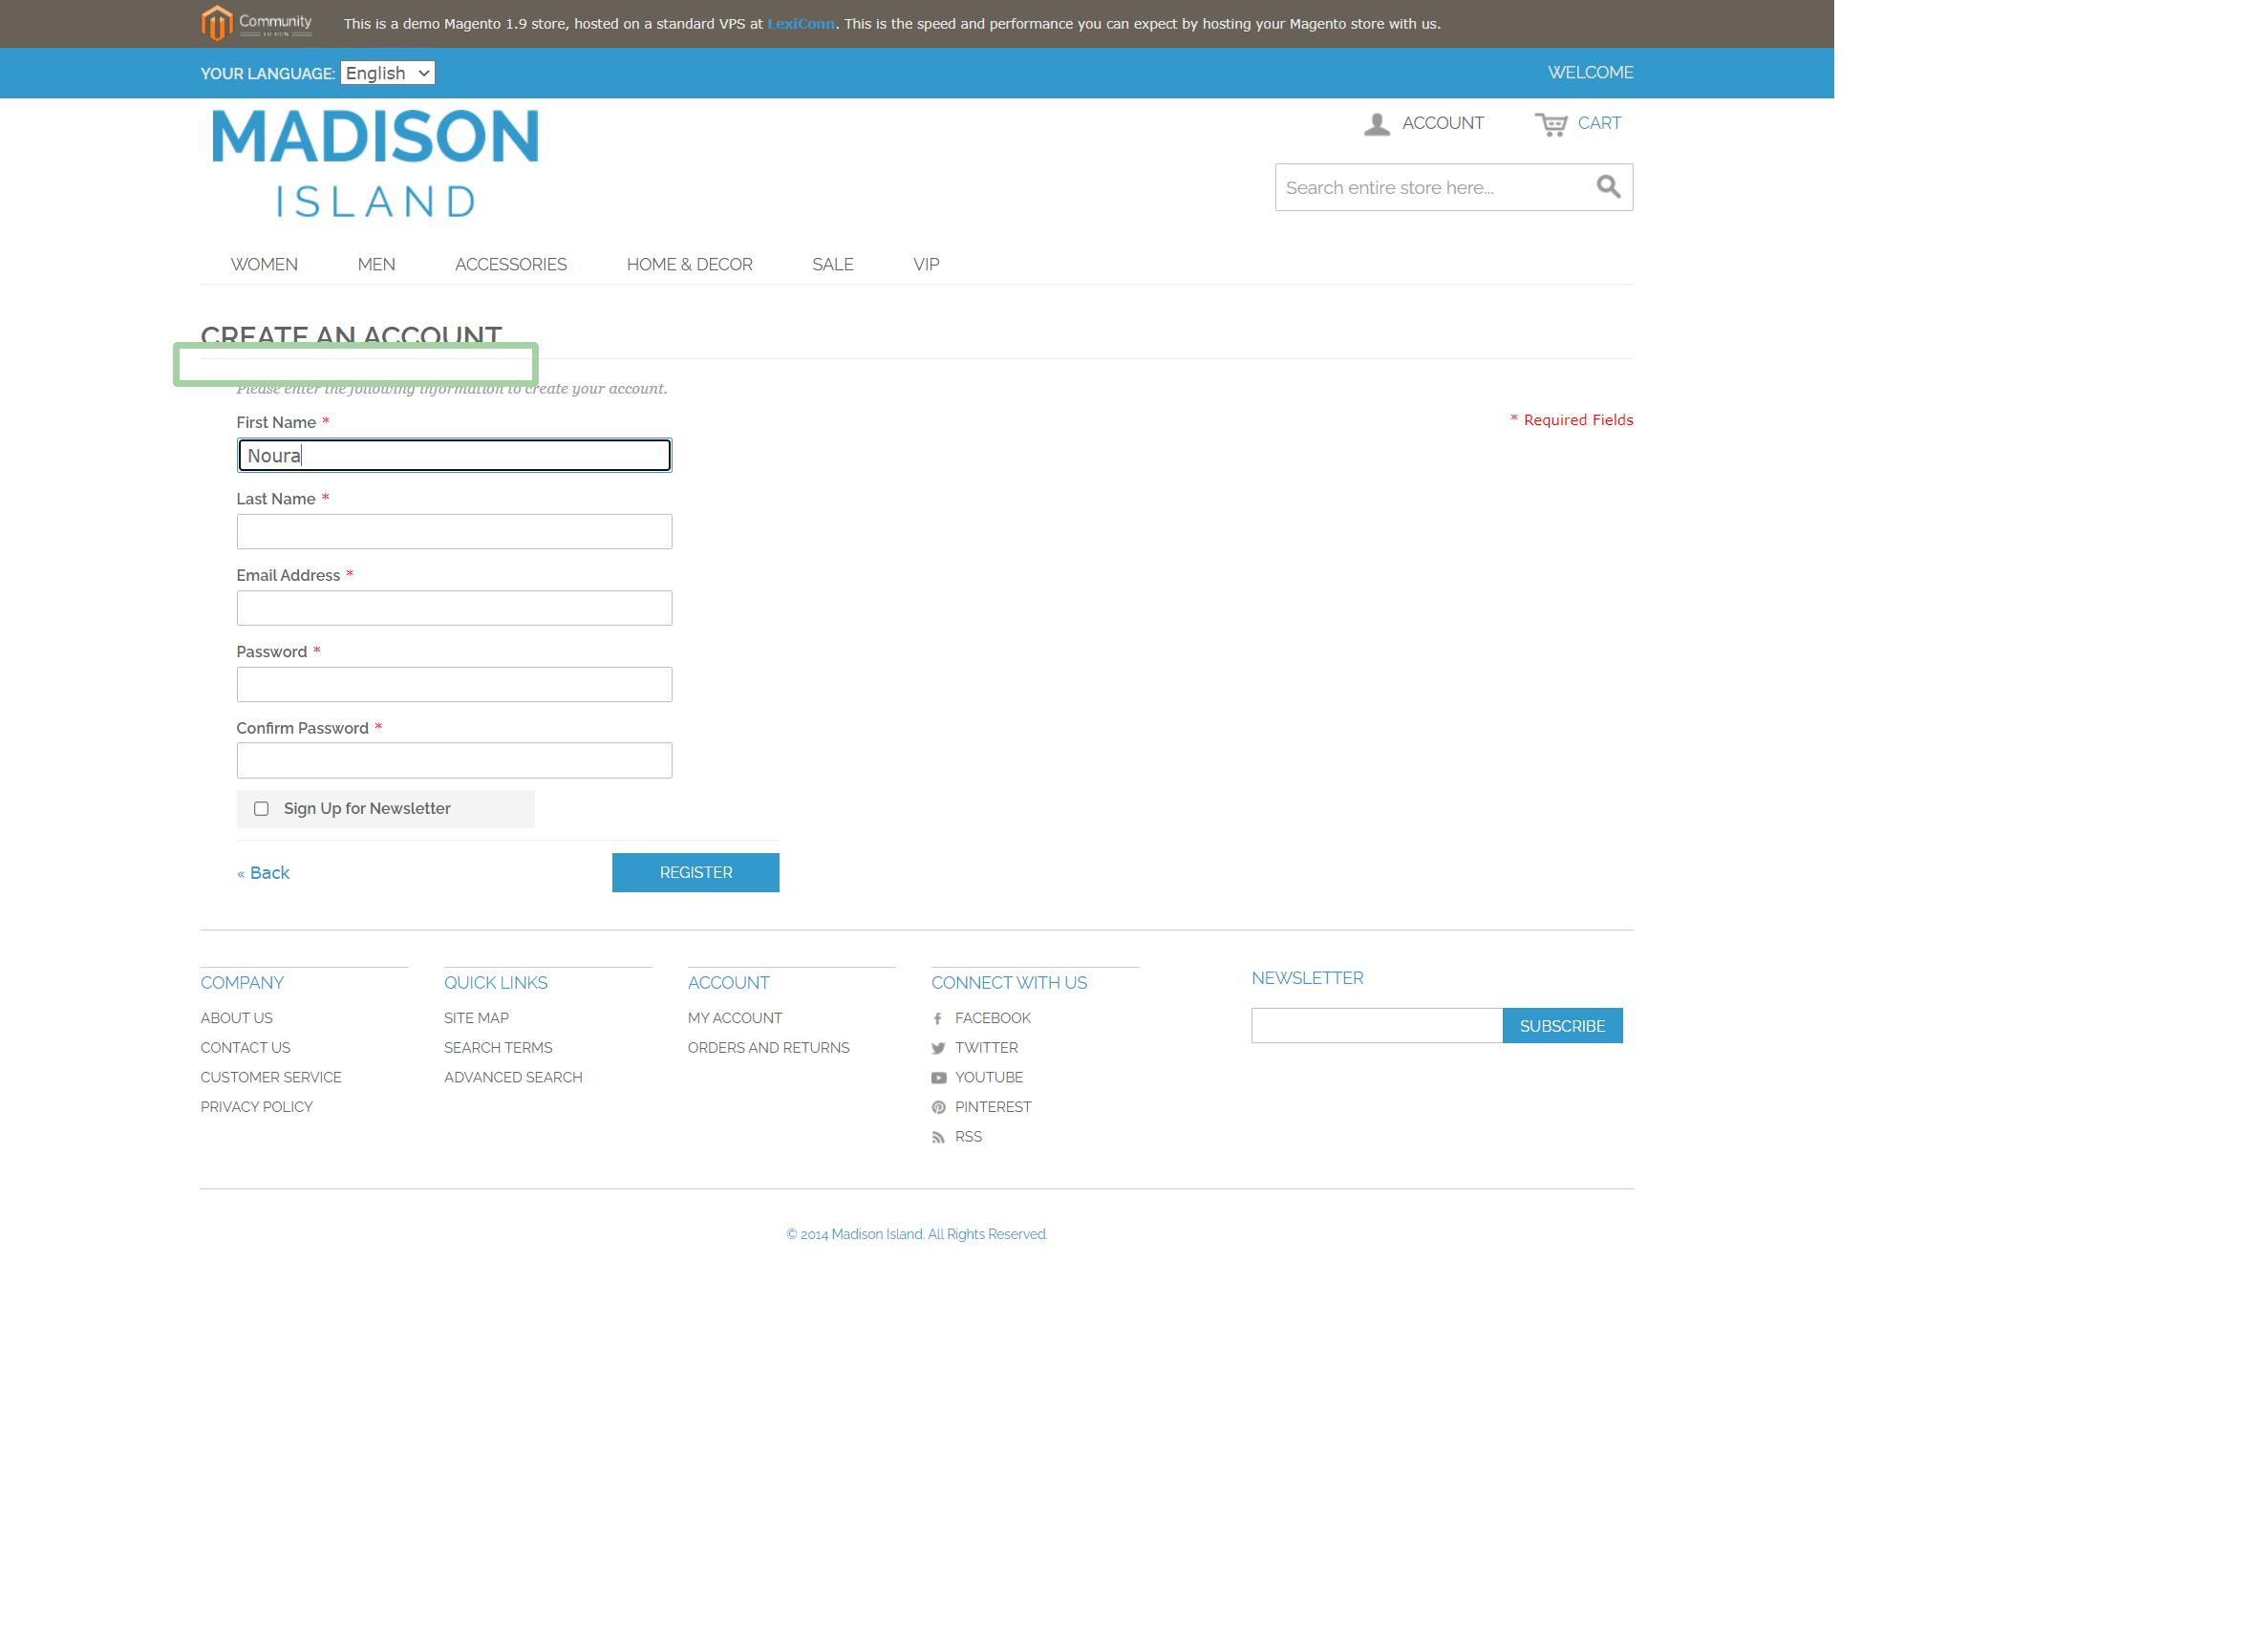 Community
This is a demo Magento 1.9 store, hosted on a standard VPS at LexiConn. This is the speed and performance you can expect by hosting your Magento store with us.
YOUR LANGUAGE: English
WELCOME
MADISON
ISLAND
ACCOUNT
CART
Search entire store here...
WOMEN MEN ACCESSORIES HOME & DECOR SALE VIP
CREATE AN ACCOUNT
Please enter the following information to create your account.
First Name *
* Required Fields
Noura
Last Name *
Email Address *
Password *
Confirm Password *
Sign Up for Newsletter
« Back
REGISTER
COMPANY
ABOUT US
CONTACT US
CUSTOMER SERVICE
PRIVACY POLICY
QUICK LINKS
SITE MAP
SEARCH TERMS
ADVANCED SEARCH
ACCOUNT
MY ACCOUNT
ORDERS AND RETURNS
CONNECT WITH US
FACEBOOK
TWITTER
YOUTUBE
PINTEREST
RSS
NEWSLETTER
SUBSCRIBE
© 2014 Madison Island. All Rights Reserved.